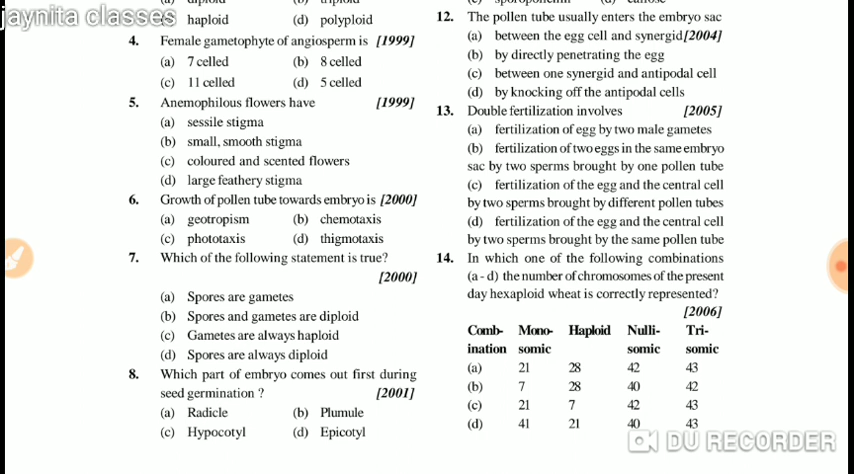 jaynita classes
(c) haploid (d) polyploid
4. Female gametophyte of angiosperm is [1999]
(a) 7 celled (b) 8 celled
(c) 11 celled (d) 5 celled
5. Anemophilous flowers have [1999]
(a) sessile stigma
(b) small, smooth stigma
(c) coloured and scented flowers
(d) large feathery stigma
6. Growth of pollen tube towards embryo is [2000]
(a) geotropism (b) chemotaxis
(c) phototaxis (d) thigmotaxis
7. Which of the following statement is true?
[2000]
(a) Spores are gametes
(b) Spores and gametes are diploid
(c) Gametes are always haploid
(d) Spores are always diploid
8. Which part of embryo comes out first during
seed germination ? [2001]
(a) Radicle (b) Plumule
(c) Hypocotyl (d) Epicotyl
12. The pollen tube usually enters the embryo sac
(a) between the egg cell and synergid [2004]
(b) by directly penetrating the egg
(c) between one synergid and antipodal cell
(d) by knocking off the antipodal cells
13. Double fertilization involves [2005]
(a) fertilization of egg by two male gametes
(b) fertilization of two eggs in the same embryo
sac by two sperms brought by one pollen tube
(c) fertilization of the egg and the central cell
by two sperms brought by different pollen tubes
(d) fertilization of the egg and the central cell
by two sperms brought by the same pollen tube
14. In which one of the following combinations
(a - d) the number of chromosomes of the present
day hexaploid wheat is correctly represented?
[2006]
Comb- Mono- Haploid Nulli- Tri-
ination somic somic somic
(a) 21 28 42 43
(b) 7 28 40 42
(c) 21 7 42 43
(d) 41 21 40 43
DU RECORDER